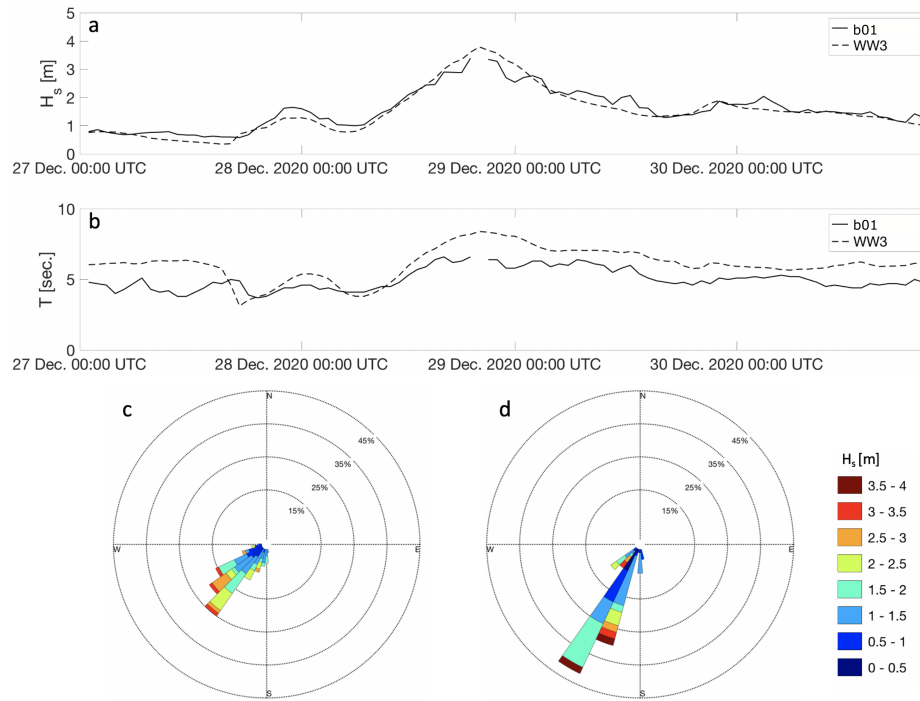 a
5
4
3
2
1
0
H_s [m]
b01
WW3
27 Dec. 00:00 UTC 28 Dec. 2020 00:00 UTC 29 Dec. 2020 00:00 UTC 30 Dec. 2020 00:00 UTC
b
10
5
0
T [sec.]
b01
WW3
27 Dec. 00:00 UTC 28 Dec. 2020 00:00 UTC 29 Dec. 2020 00:00 UTC 30 Dec. 2020 00:00 UTC
c
N
45%
35%
25%
15%
W
E
S
d
N
45%
35%
25%
15%
W
E
S
H_s [m]
3.5 - 4
3 - 3.5
2.5 - 3
2 - 2.5
1.5 - 2
1 - 1.5
0.5 - 1
0 - 0.5